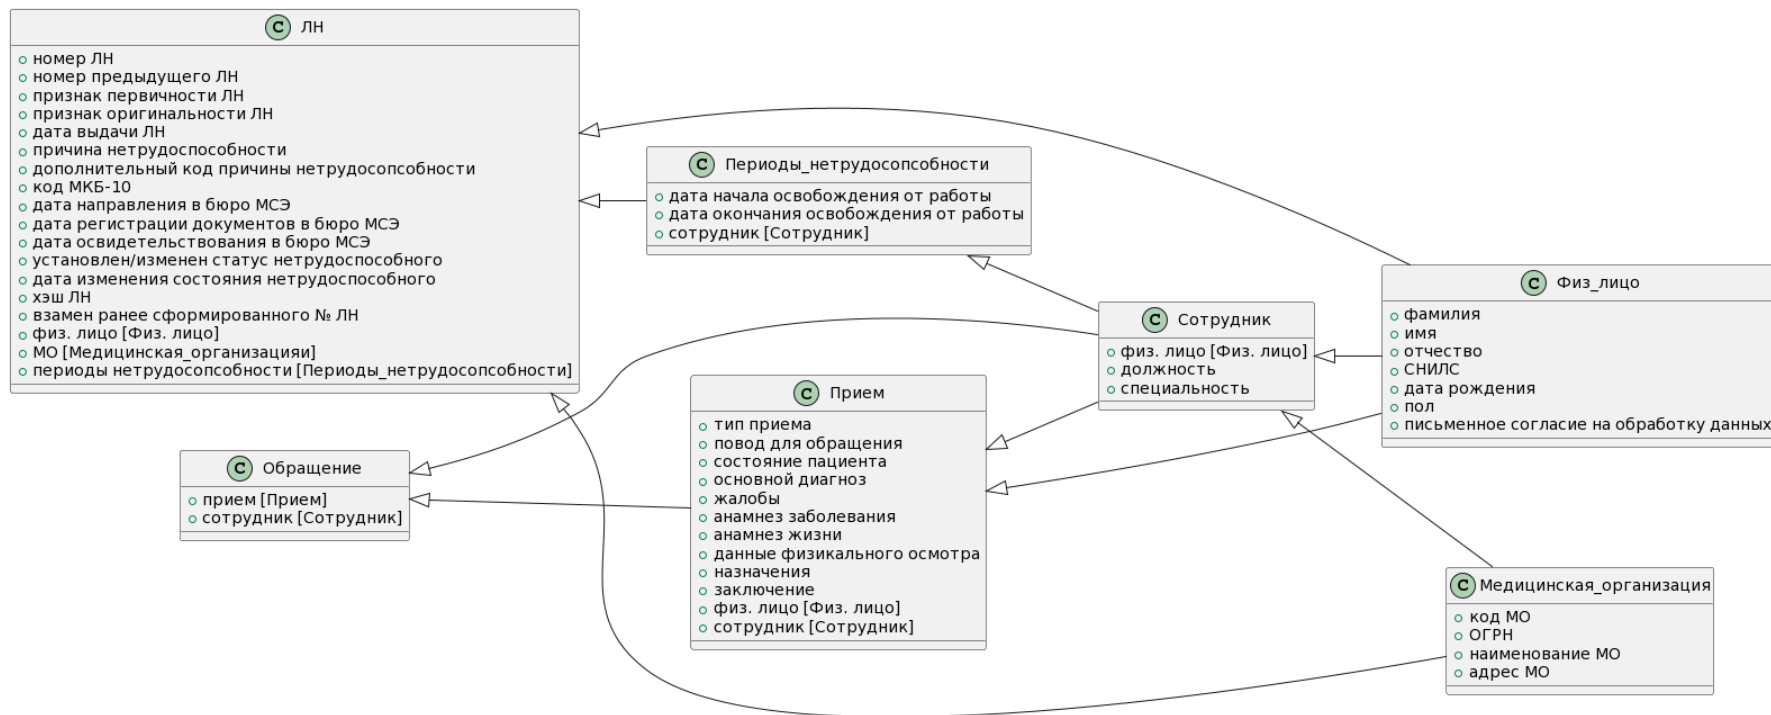 C ЛН
номер ЛН
номер предыдущего ЛН
признак первичности ЛН
признак оригинальности ЛН
дата выдачи ЛН
причина нетрудоспособности
дополнительный код причины нетрудосопсобности
код МКБ-10
дата направления в бюро МСЭ
дата регистрации документов в бюро МСЭ
дата освидетельствования в бюро МСЭ
установлен/изменен статус нетрудоспособного
дата изменения состояния нетрудоспособного
хэш ЛН
взамен ранее сформированного № ЛН
физ. лицо [Физ. лицо]
МО [Медицинская_организацияи]
периоды нетрудосопсобности [Периоды_нетрудосопсобности]
C Периоды_нетрудосопсобности
дата начала освобождения от работы
дата окончания освобождения от работы
сотрудник [Сотрудник]
C Обращение
прием [Прием]
сотрудник [Сотрудник]
C Прием
тип приема
повод для обращения
состояние пациента
основной диагноз
жалобы
анамнез заболевания
анамнез жизни
данные физикального осмотра
назначения
заключение
физ. лицо [Физ. лицо]
сотрудник [Сотрудник]
C Сотрудник
физ. лицо [Физ. лицо]
должность
специальность
C Физ_лицо
фамилия
имя
отчество
СНИЛС
дата рождения
пол
письменное согласие на обработку данных
C Медицинская_организация
код МО
ОГРН
наименование МО
адрес МО